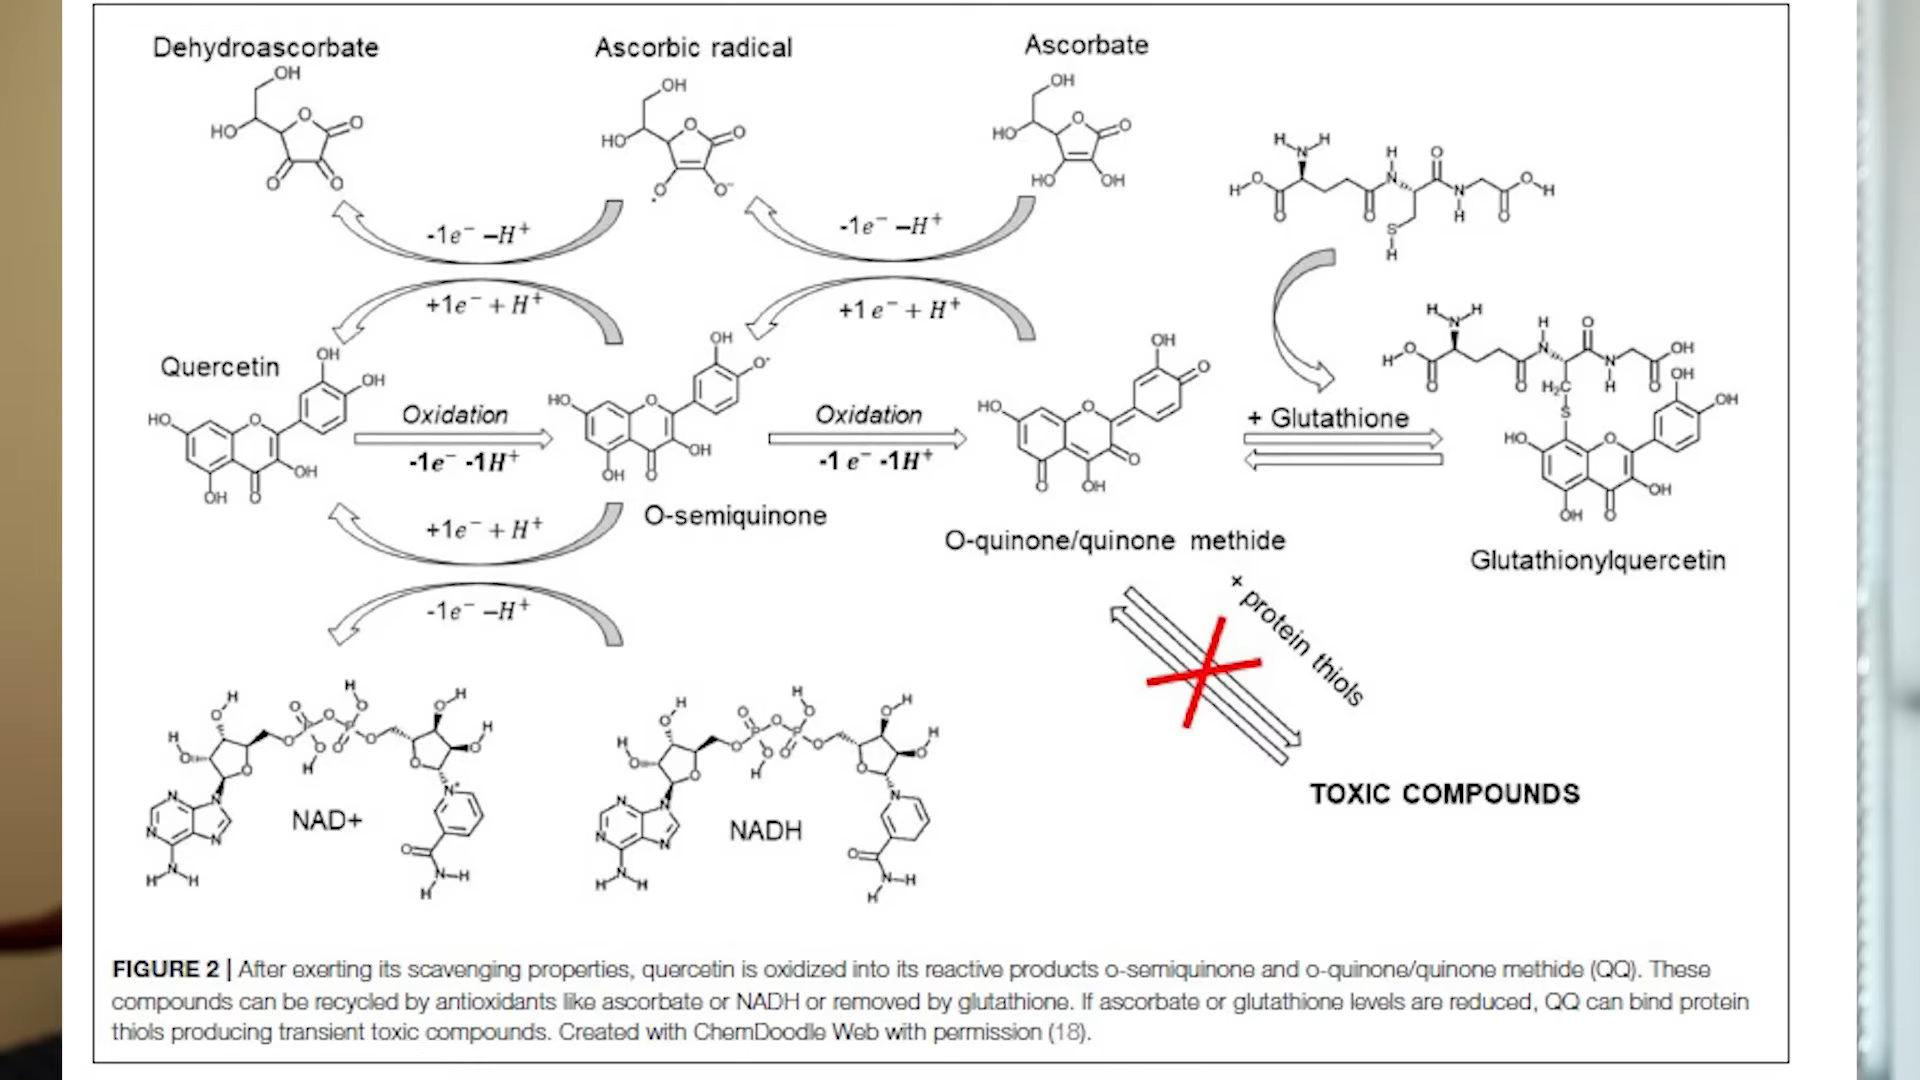 Dehydroascorbate
Ascorbic radical
Ascorbate
-1e⁻ –H⁺
-1e⁻ –H⁺
+1e⁻ + H⁺
+1e⁻ + H⁺
Quercetin
Oxidation
-1e⁻ -1H⁺
Oxidation
-1 e⁻ -1H⁺
+ Glutathione
O-semiquinone
O-quinone/quinone methide
Glutathionylquercetin
+1e⁻ + H⁺
-1e⁻ –H⁺
+ protein thiols
TOXIC COMPOUNDS
NAD+
NADH
FIGURE 2 | After exerting its scavenging properties, quercetin is oxidized into its reactive products o-semiquinone and o-quinone/quinone methide (QQ). These
compounds can be recycled by antioxidants like ascorbate or NADH or removed by glutathione. If ascorbate or glutathione levels are reduced, QQ can bind protein
thiols producing transient toxic compounds. Created with ChemDoodle Web with permission (18).